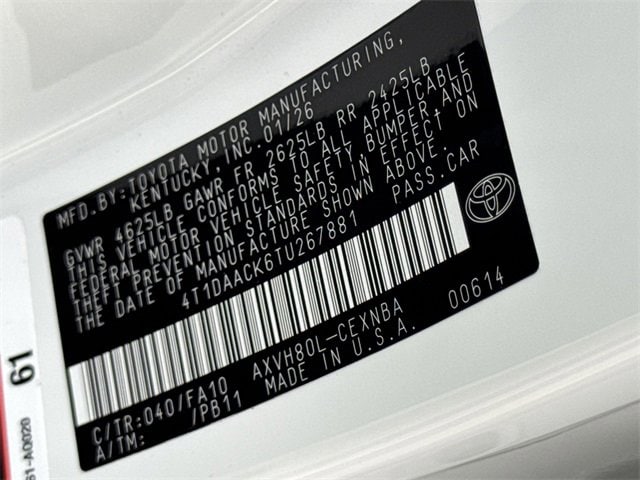 MFD.BY:TOYOTA MOTOR MANUFACTURING,
KENTUCKY, INC.01/26
GVWR 4625LB GAWR FR 2625LB RR 2425LB
THIS VEHICLE CONFORMS TO ALL APPLICABLE
FEDERAL MOTOR VEHICLE SAFETY, BUMPER, AND
THEFT PREVENTION STANDARDS IN EFFECT ON
THE DATE OF MANUFACTURE SHOWN ABOVE.
4T1DAACK6TU267881 PASS.CAR
00614
C/TR:040/FA10 AXVH80L-CEXNBA
A/TM: /PB11 MADE IN U.S.A.
61
61-A0020